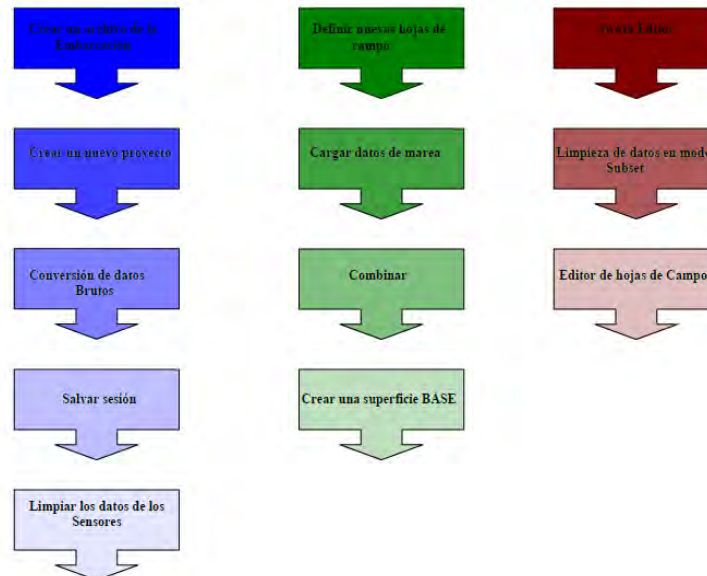 Crear un archivo de la
Embarcación
Crear un nuevo proyecto
Conversión de datos
Brutos
Salvar sesión
Limpiar los datos de los
Sensores
Definir nuevas hojas de
campo
Cargar datos de marea
Combinar
Crear una superficie BASE
Swath Editor
Limpieza de datos en modo
Subset
Editor de hojas de Campo